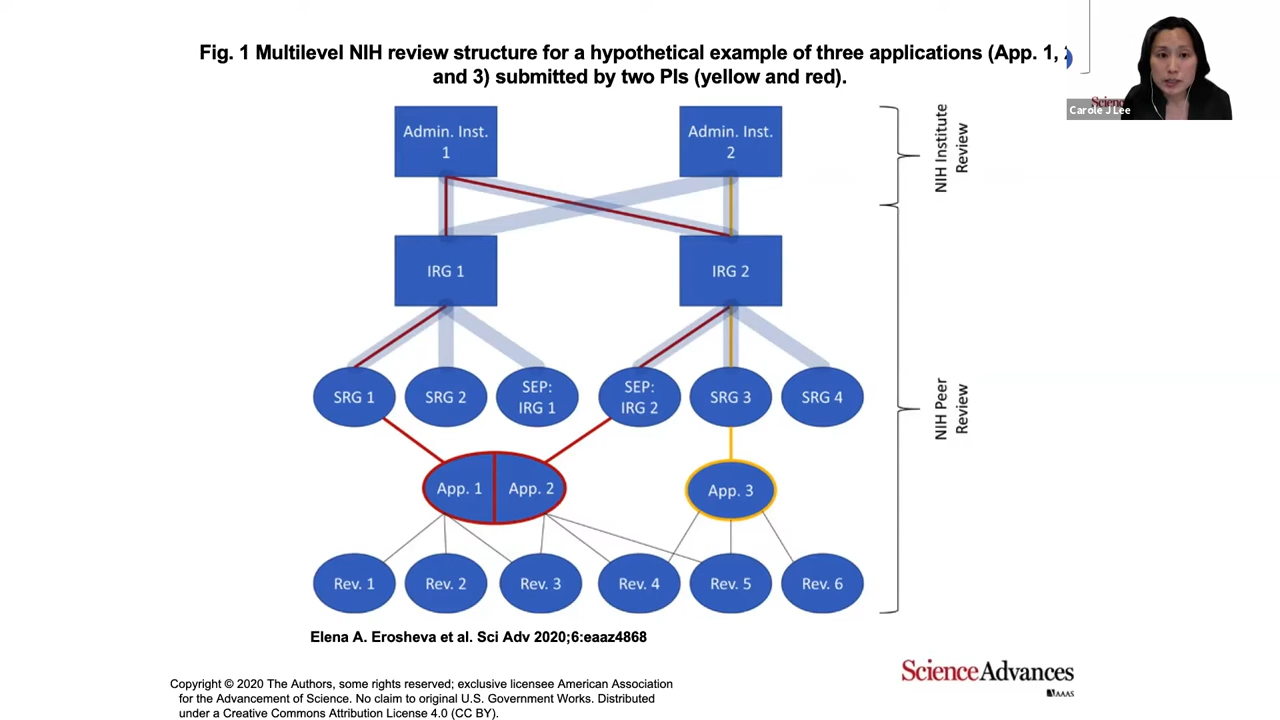 Fig. 1 Multilevel NIH review structure for a hypothetical example of three applications (App. 1,
and 3) submitted by two PIs (yellow and red).
Carole J Lee
Admin. Inst.
1
Admin. Inst.
2
NIH Institute
Review
IRG 1
IRG 2
SRG 1
SRG 2
SEP:
IRG 1
SEP:
IRG 2
SRG 3
SRG 4
NIH Peer
Review
App. 1
App. 2
App. 3
Rev. 1
Rev. 2
Rev. 3
Rev. 4
Rev. 5
Rev. 6
Elena A. Erosheva et al. Sci Adv 2020;6:eaaz4868
Copyright © 2020 The Authors, some rights reserved; exclusive licensee American Association
for the Advancement of Science. No claim to original U.S. Government Works. Distributed
under a Creative Commons Attribution License 4.0 (CC BY).
ScienceAdvances
AAAS